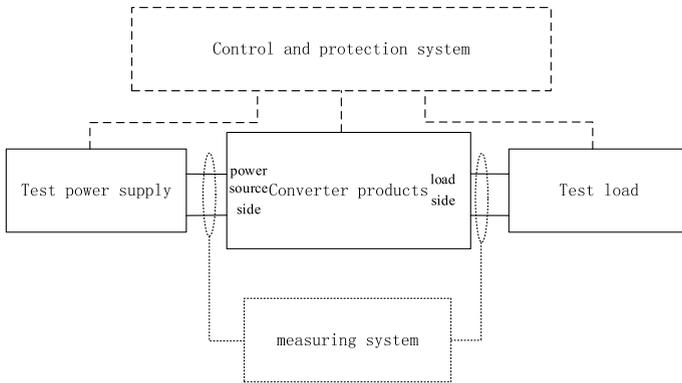 Control and protection system
Test power supply
power
source
side
Converter products
load
side
Test load
measuring system